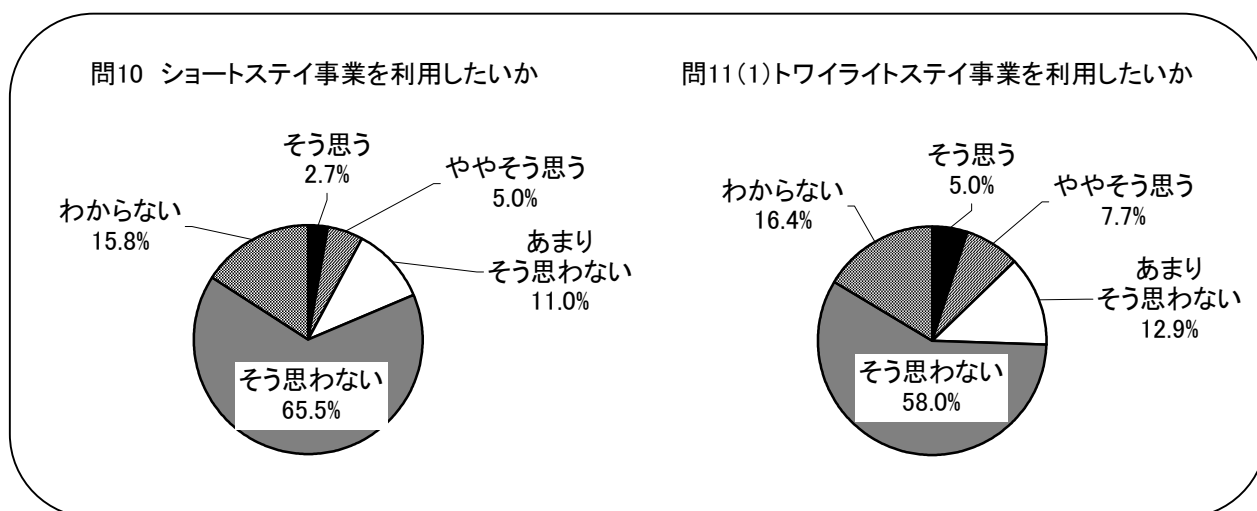 問10 ショートステイ事業を利用したいか
そう思う
2.7%
ややそう思う
5.0%
あまり
そう思わない
11.0%
そう思わない
65.5%
わからない
15.8%
問11(1)トワイライトステイ事業を利用したいか
そう思う
5.0%
ややそう思う
7.7%
あまり
そう思わない
12.9%
そう思わない
58.0%
わからない
16.4%